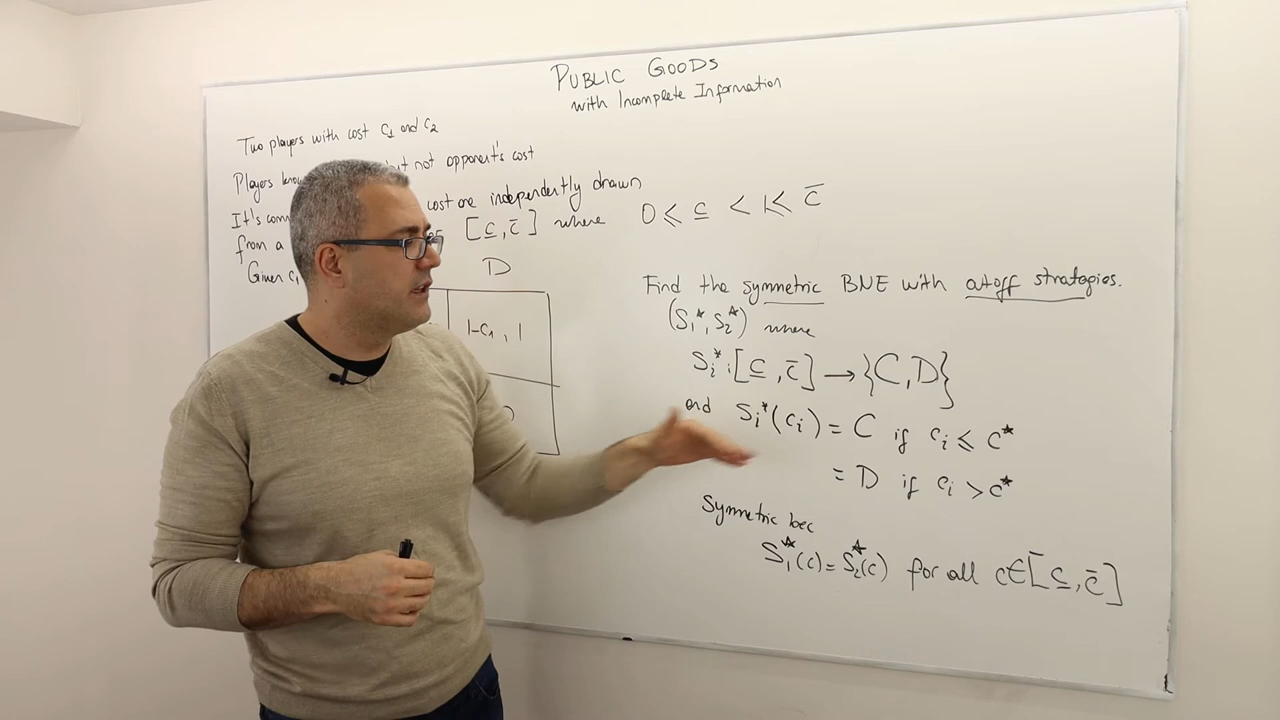 PUBLIC GOODS
with Incomplete Information
Two players with cost c₁ and c₂
Players but not opponent's cost
It's cost are independently drawn
from a [c̲, c̄] where 0 ⩽ c̲ < 1 ⩽ c̄
Given c₁
D
1-c₁, 1
Find the symmetric BNE with cutoff strategies.
(S₁*, S₂*) where
Sᵢ*: [c̲, c̄] → {C, D}
and Sᵢ*(cᵢ) = C if cᵢ ⩽ c*
= D if cᵢ > c*
Symmetric bec
S₁*(c) = S₂*(c) for all c∈[c̲, c̄]